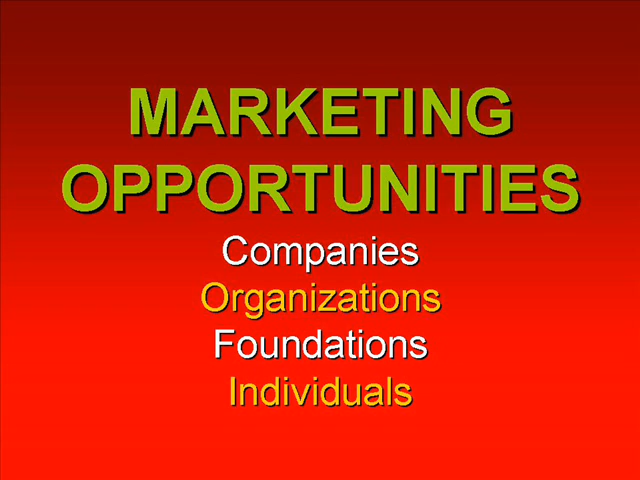 MARKETING
OPPORTUNITIES
Companies
Organizations
Foundations
Individuals